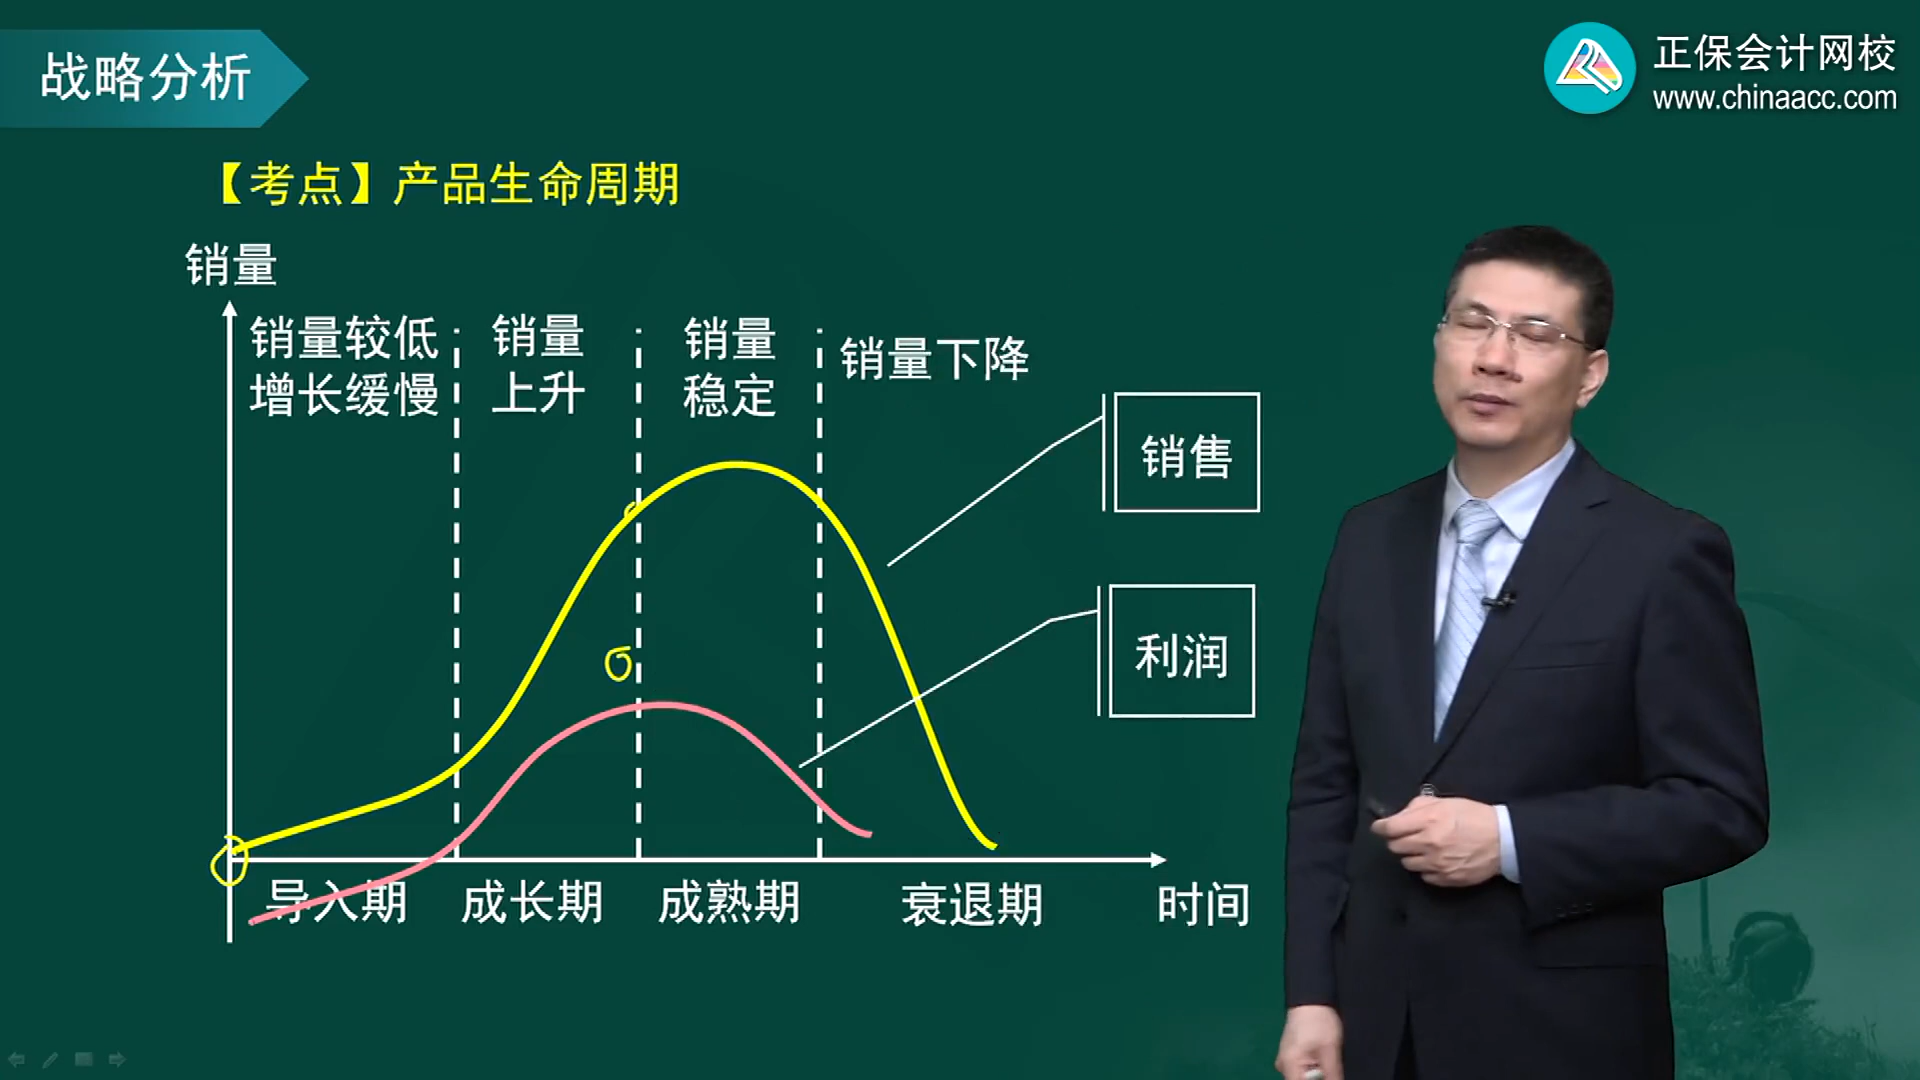 战略分析
正保会计网校
www.chinaacc.com
【考点】产品生命周期
销量
销量较低
增长缓慢
销量
上升
销量
稳定
销量下降
销售
利润
导入期
成长期
成熟期
衰退期
时间